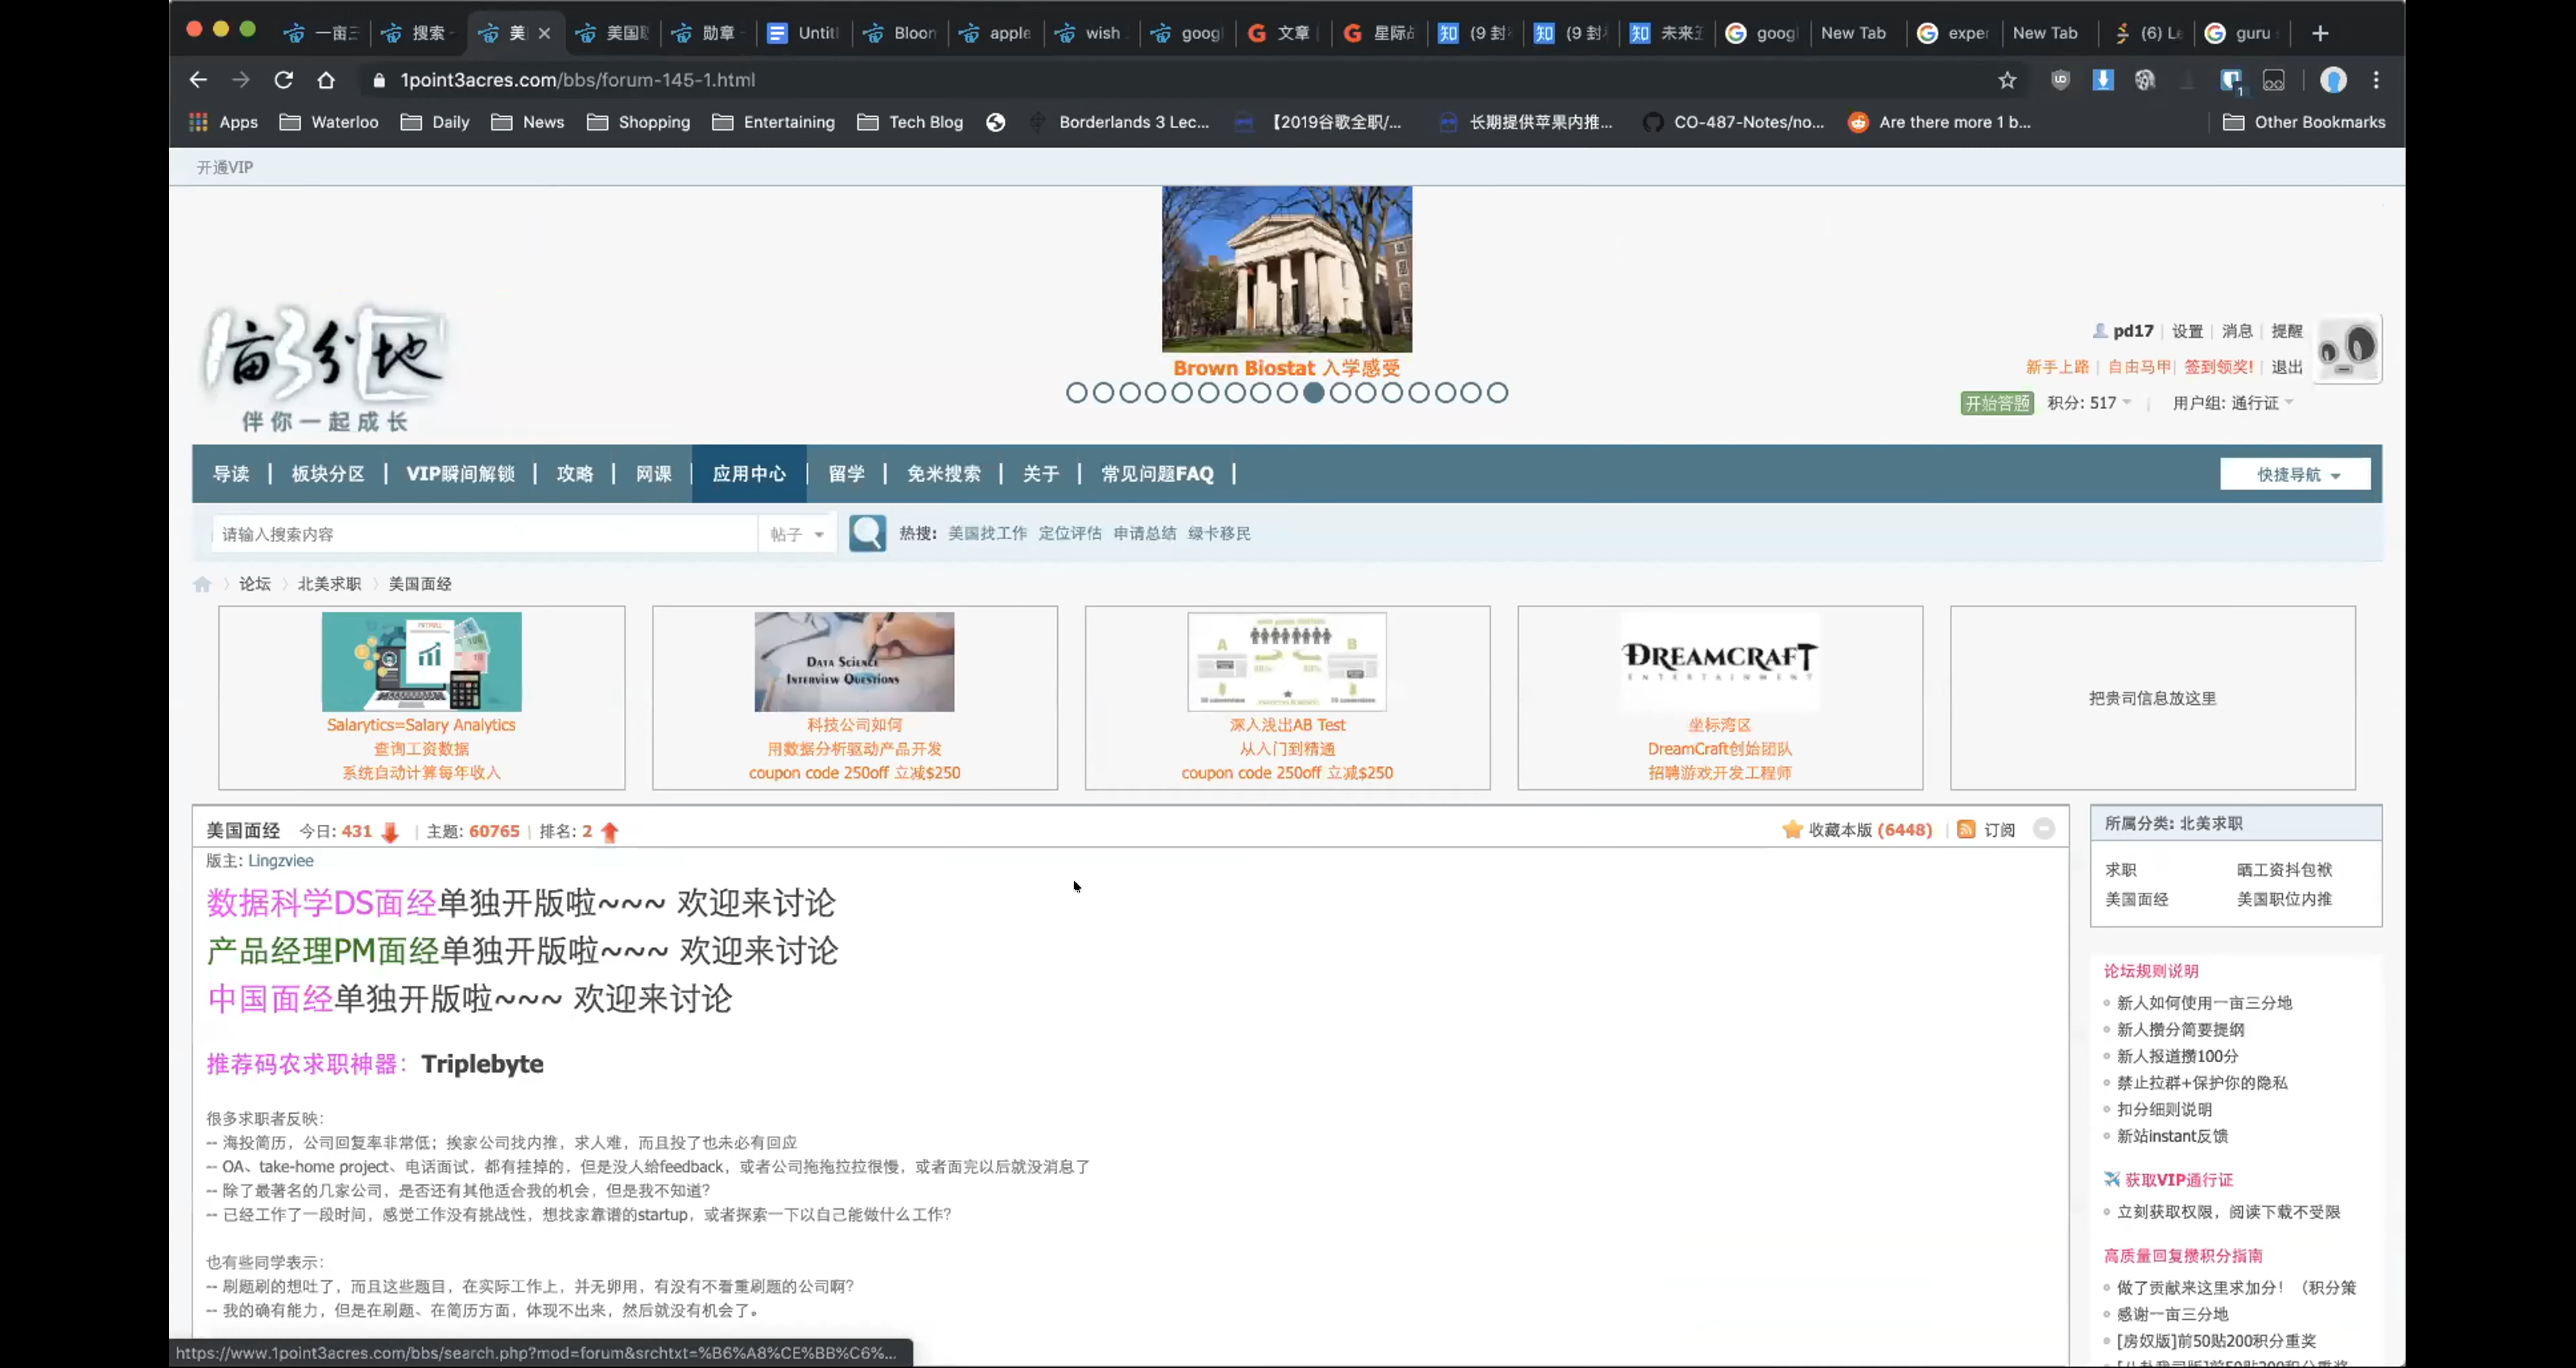 一亩三
搜索
美
美国职
勋章
Untitl
Bloon
apple
wish
googl
文章
星际战
(9 封
(9 封
未来
googl
New Tab
exper
New Tab
(6) Le
guru
1point3acres.com/bbs/forum-145-1.html
Apps
Waterloo
Daily
News
Shopping
Entertaining
Tech Blog
Borderlands 3 Lec...
【2019谷歌全职/...
长期提供苹果内推...
CO-487-Notes/no...
Are there more 1 b...
Other Bookmarks
开通VIP
一亩三分地
伴你一起成长
Brown Biostat 入学感受
pd17 | 设置 | 消息 | 提醒
新手上路 | 自由马甲| 签到领奖! | 退出
开始答题 积分: 517 | 用户组: 通行证
导读 | 板块分区 | VIP瞬间解锁 | 攻略 | 网课 | 应用中心 | 留学 | 免米搜索 | 关于 | 常见问题FAQ |
快捷导航
请输入搜索内容
帖子
热搜: 美国找工作 定位评估 申请总结 绿卡移民
论坛 〉 北美求职 〉 美国面经
Salarytics=Salary Analytics
查询工资数据
系统自动计算每年收入
DATA SCIENCE
INTERVIEW QUESTIONS
科技公司如何
用数据分析驱动产品开发
coupon code 250off 立减$250
A
B
深入浅出AB Test
从入门到精通
coupon code 250off 立减$250
DREAMCRAFT
ENTERTAINMENT
坐标湾区
DreamCraft创始团队
招聘游戏开发工程师
把贵司信息放这里
美国面经 今日: 431 | 主题: 60765 | 排名: 2
收藏本版 (6448) | 订阅
版主: Lingzviee
数据科学DS面经单独开版啦~~~ 欢迎来讨论
产品经理PM面经单独开版啦~~~ 欢迎来讨论
中国面经单独开版啦~~~ 欢迎来讨论
推荐码农求职神器：Triplebyte
很多求职者反映：
-- 海投简历，公司回复率非常低；挨家公司找内推，求人难，而且投了也未必有回应
-- OA、take-home project、电话面试，都有挂掉的，但是没人给feedback，或者公司拖拖拉拉很慢，或者面完以后就没消息了
-- 除了最著名的几家公司，是否还有其他适合我的机会，但是我不知道？
-- 已经工作了一段时间，感觉工作没有挑战性，想找家靠谱的startup，或者探索一下以自己能做什么工作？
也有些同学表示：
-- 刷题刷的想吐了，而且这些题目，在实际工作上，并无卵用，有没有不看重刷题的公司啊？
-- 我的确有能力，但是在刷题、在简历方面，体现不出来，然后就没有机会了。
所属分类: 北美求职
求职
晒工资抖包袱
美国面经
美国职位内推
论坛规则说明
新人如何使用一亩三分地
新人攒分简要提纲
新人报道攒100分
禁止拉群+保护你的隐私
扣分细则说明
新站instant反馈
获取VIP通行证
立刻获取权限，阅读下载不受限
高质量回复攒积分指南
做了贡献来这里求加分！（积分策
感谢一亩三分地
[房奴版]前50贴200积分重奖
https://www.1point3acres.com/bbs/search.php?mod=forum&srchtxt=%B6%A8%CE%BB%C6%...